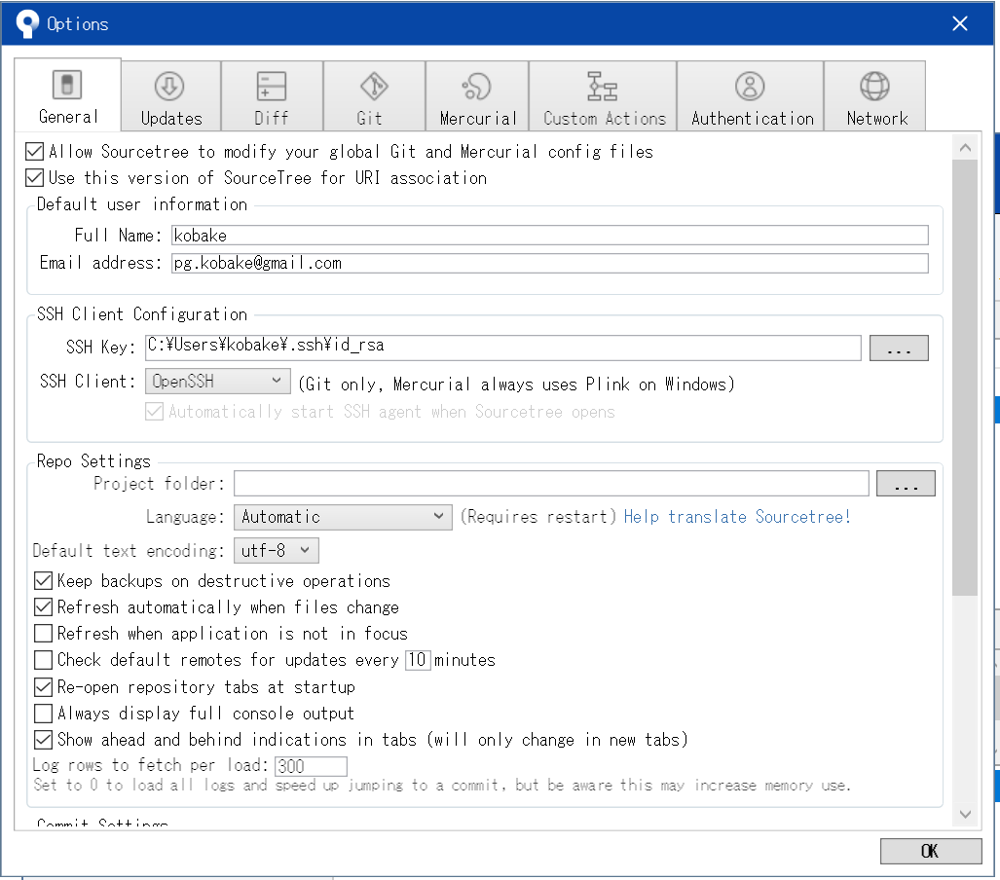 Options
General
Updates
Diff
Git
Mercurial
Custom Actions
Authentication
Network
Allow Sourcetree to modify your global Git and Mercurial config files
Use this version of SourceTree for URI association
Default user information
Full Name: kobake
Email address: pg.kobake@gmail.com
SSH Client Configuration
SSH Key: C:¥Users¥kobake¥.ssh¥id_rsa ...
SSH Client: OpenSSH (Git only, Mercurial always uses Plink on Windows)
Automatically start SSH agent when Sourcetree opens
Repo Settings
Project folder: ...
Language: Automatic (Requires restart) Help translate Sourcetree!
Default text encoding: utf-8
Keep backups on destructive operations
Refresh automatically when files change
Refresh when application is not in focus
Check default remotes for updates every 10 minutes
Re-open repository tabs at startup
Always display full console output
Show ahead and behind indications in tabs (will only change in new tabs)
Log rows to fetch per load: 300
Set to 0 to load all logs and speed up jumping to a commit, but be aware this may increase memory use.
Commit Settings
OK